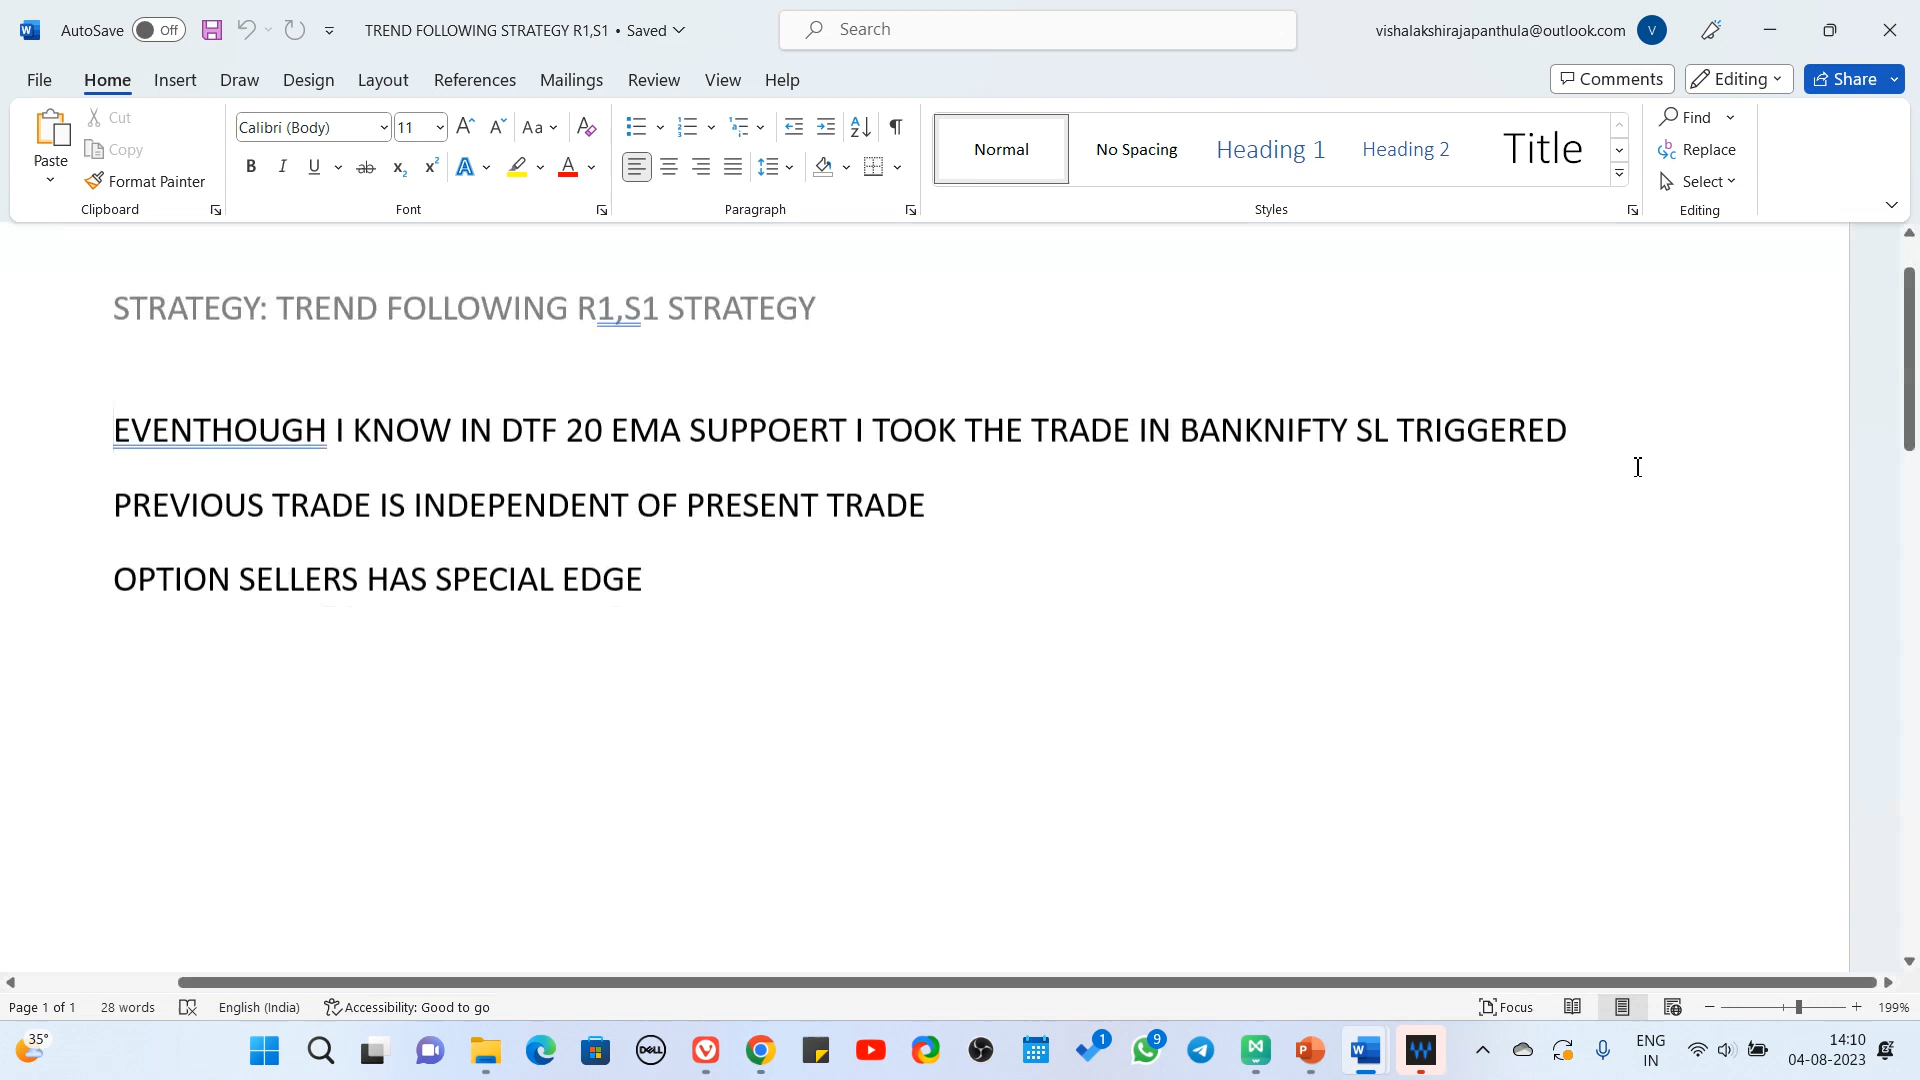 AutoSave Off TREND FOLLOWING STRATEGY R1,S1 • Saved Search vishalakshirajapanthula@outlook.com V
File Home Insert Draw Design Layout References Mailings Review View Help Comments Editing Share
Paste Cut Copy Format Painter
Clipboard
Calibri (Body) 11
Font
Paragraph
Normal No Spacing Heading 1 Heading 2 Title
Styles
Find
Replace
Select
Editing
STRATEGY: TREND FOLLOWING R1,S1 STRATEGY
EVENTHOUGH I KNOW IN DTF 20 EMA SUPPOERT I TOOK THE TRADE IN BANKNIFTY SL TRIGGERED
PREVIOUS TRADE IS INDEPENDENT OF PRESENT TRADE
OPTION SELLERS HAS SPECIAL EDGE
Page 1 of 1 28 words English (India) Accessibility: Good to go Focus 199%
35° DELL 1 9 ENG IN 14:10 04-08-2023